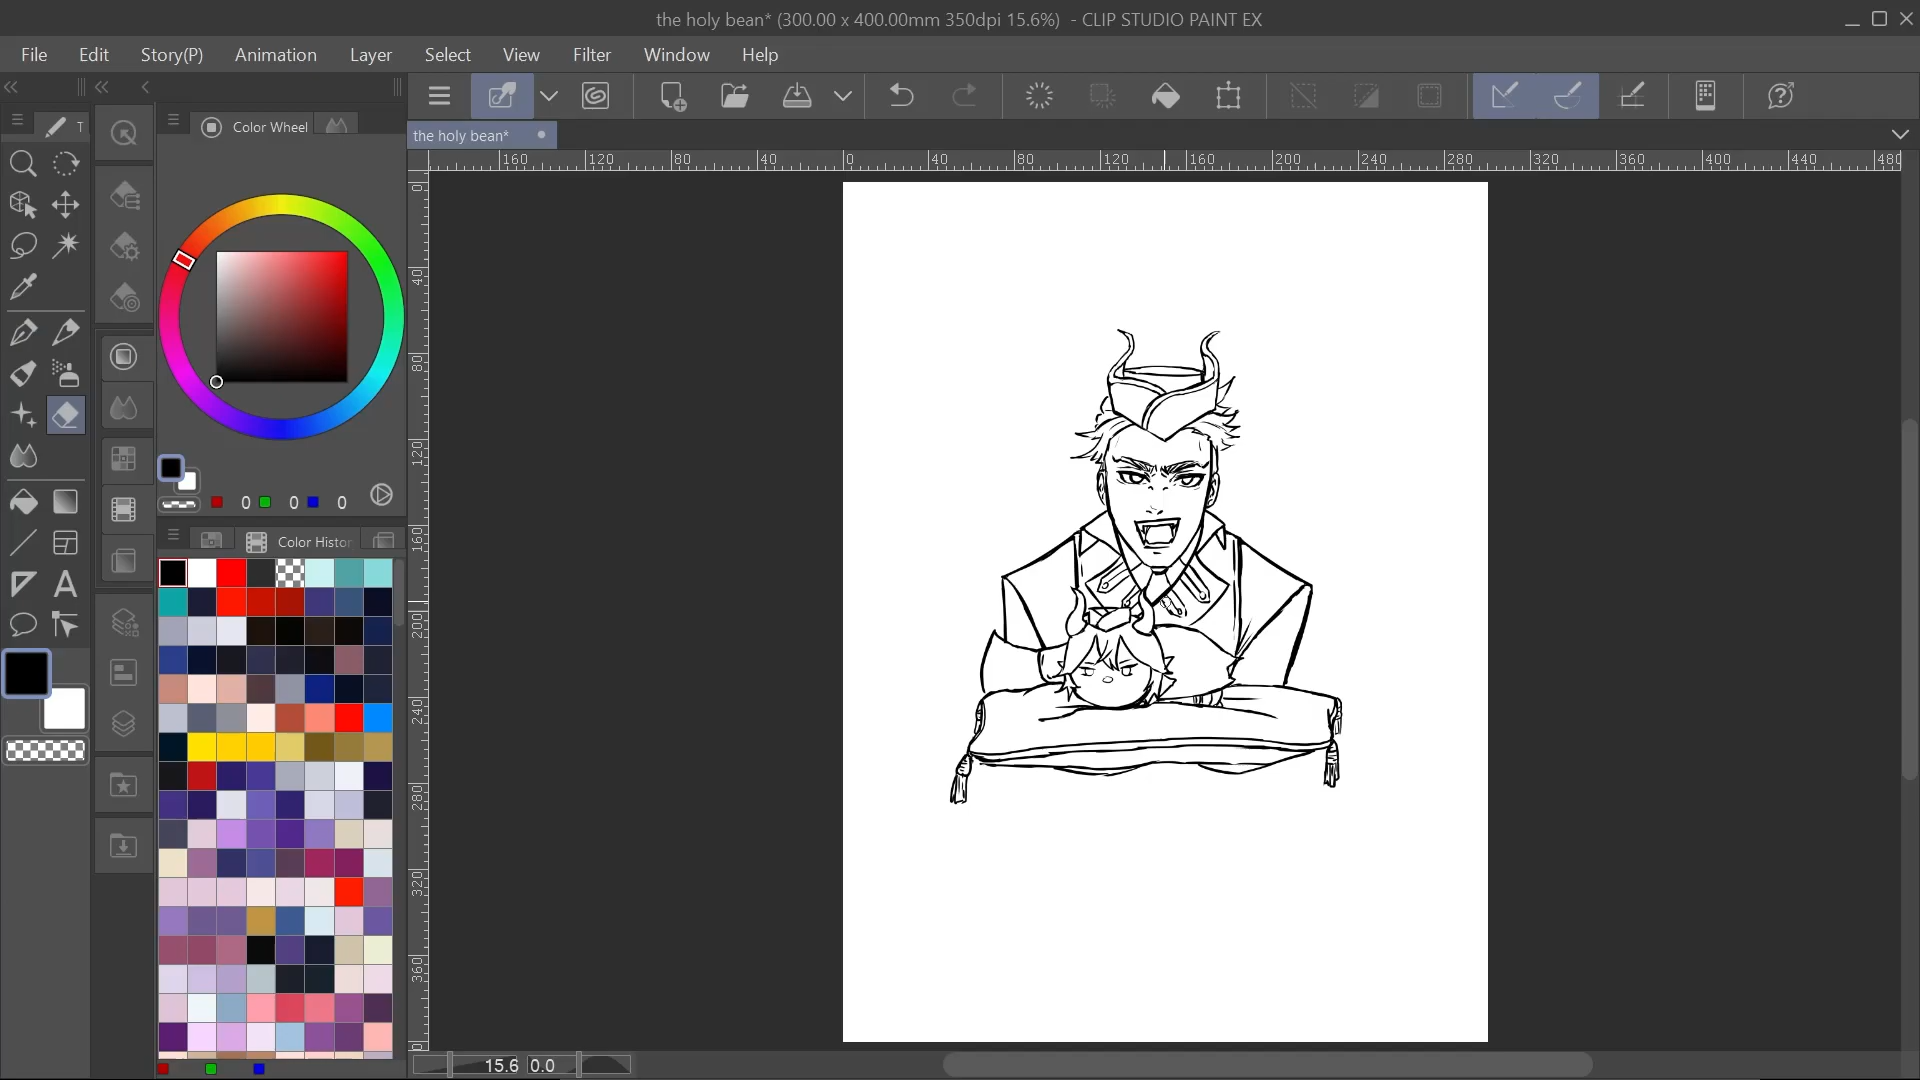 the holy bean* (300.00 x 400.00mm 350dpi 15.6%) - CLIP STUDIO PAINT EX
File Edit Story(P) Animation Layer Select View Filter Window Help
T Color Wheel
the holy bean*
160 120 80 40 0 40 80 120 160 200 240 280 320 360 400 440 480
0
40
80
120
160
200
240
280
320
360
0 0 0
Color Histor
A
15.6 0.0